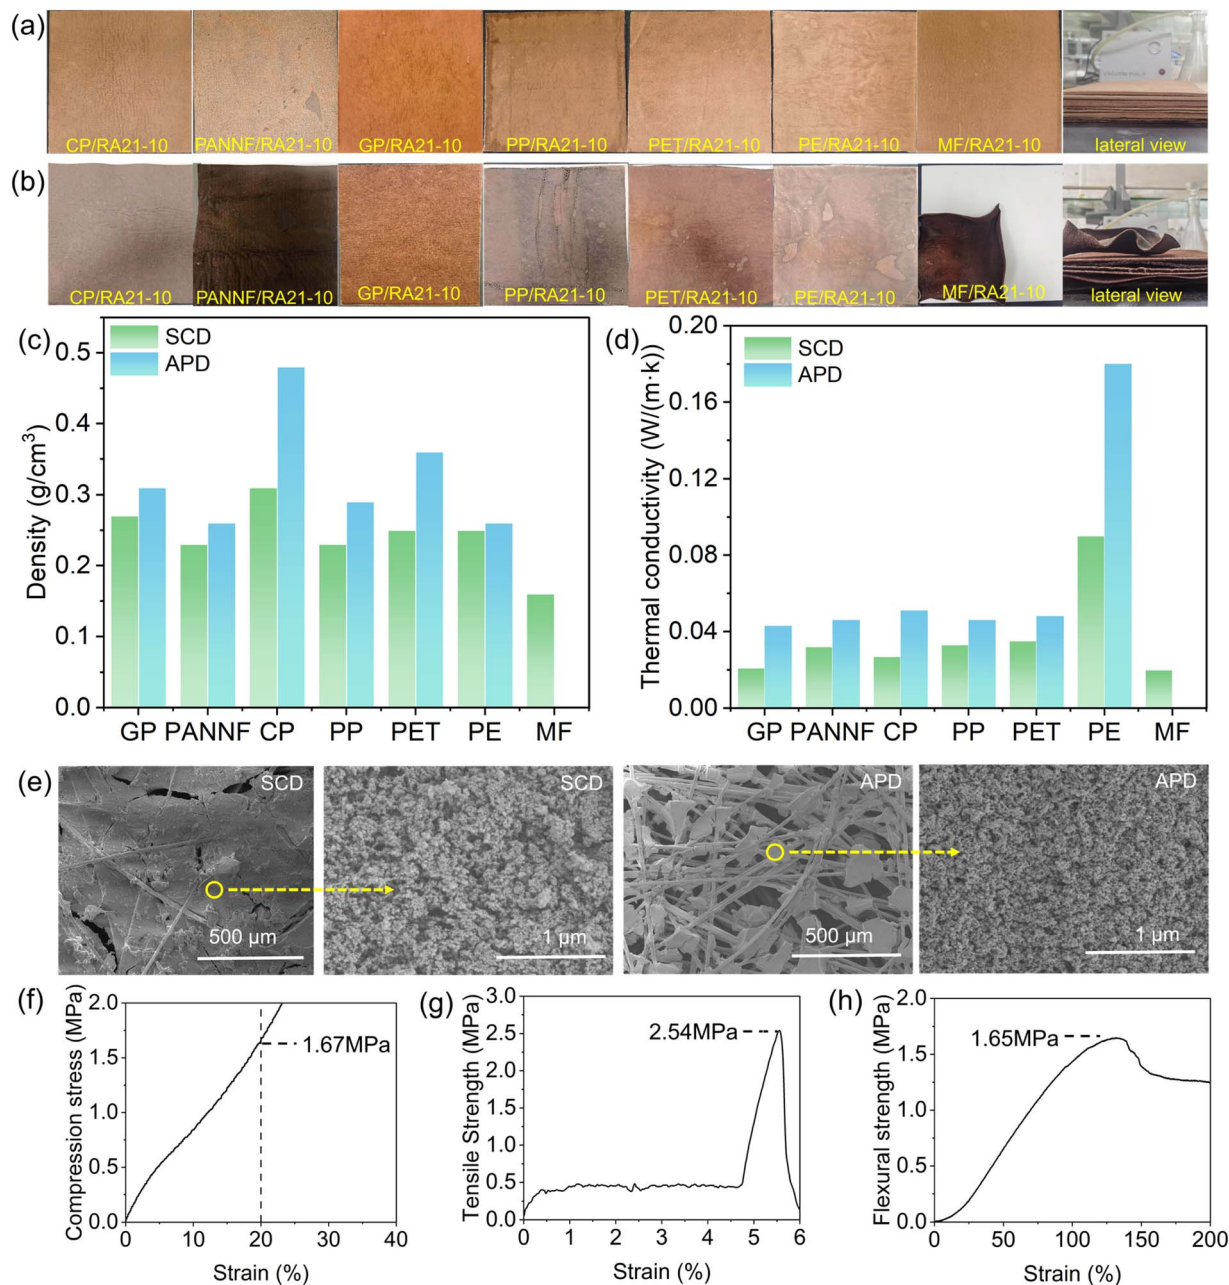 (a)
CP/RA21-10
PANNF/RA21-10
GP/RA21-10
PP/RA21-10
PET/RA21-10
PE/RA21-10
MF/RA21-10
lateral view
(b)
CP/RA21-10
PANNF/RA21-10
GP/RA21-10
PP/RA21-10
PET/RA21-10
PE/RA21-10
MF/RA21-10
lateral view
(c)
SCD
APD
Density (g/cm³)
0.5
0.4
0.3
0.2
0.1
0.0
GP PANNF CP PP PET PE MF
(d)
SCD
APD
Thermal conductivity (W/(m·k))
0.20
0.16
0.12
0.08
0.04
0.00
GP PANNF CP PP PET PE MF
(e)
SCD
500 μm
SCD
1 μm
APD
500 μm
APD
1 μm
(f)
Compression stress (MPa)
2.0
1.5
1.0
0.5
0.0
1.67MPa
0 10 20 30 40
Strain (%)
(g)
Tensile Strength (MPa)
3.0
2.5
2.0
1.5
1.0
0.5
0.0
2.54MPa
0 1 2 3 4 5 6
Strain (%)
(h)
Flexural strength (MPa)
2.0
1.5
1.0
0.5
0.0
1.65MPa
0 50 100 150 200
Strain (%)